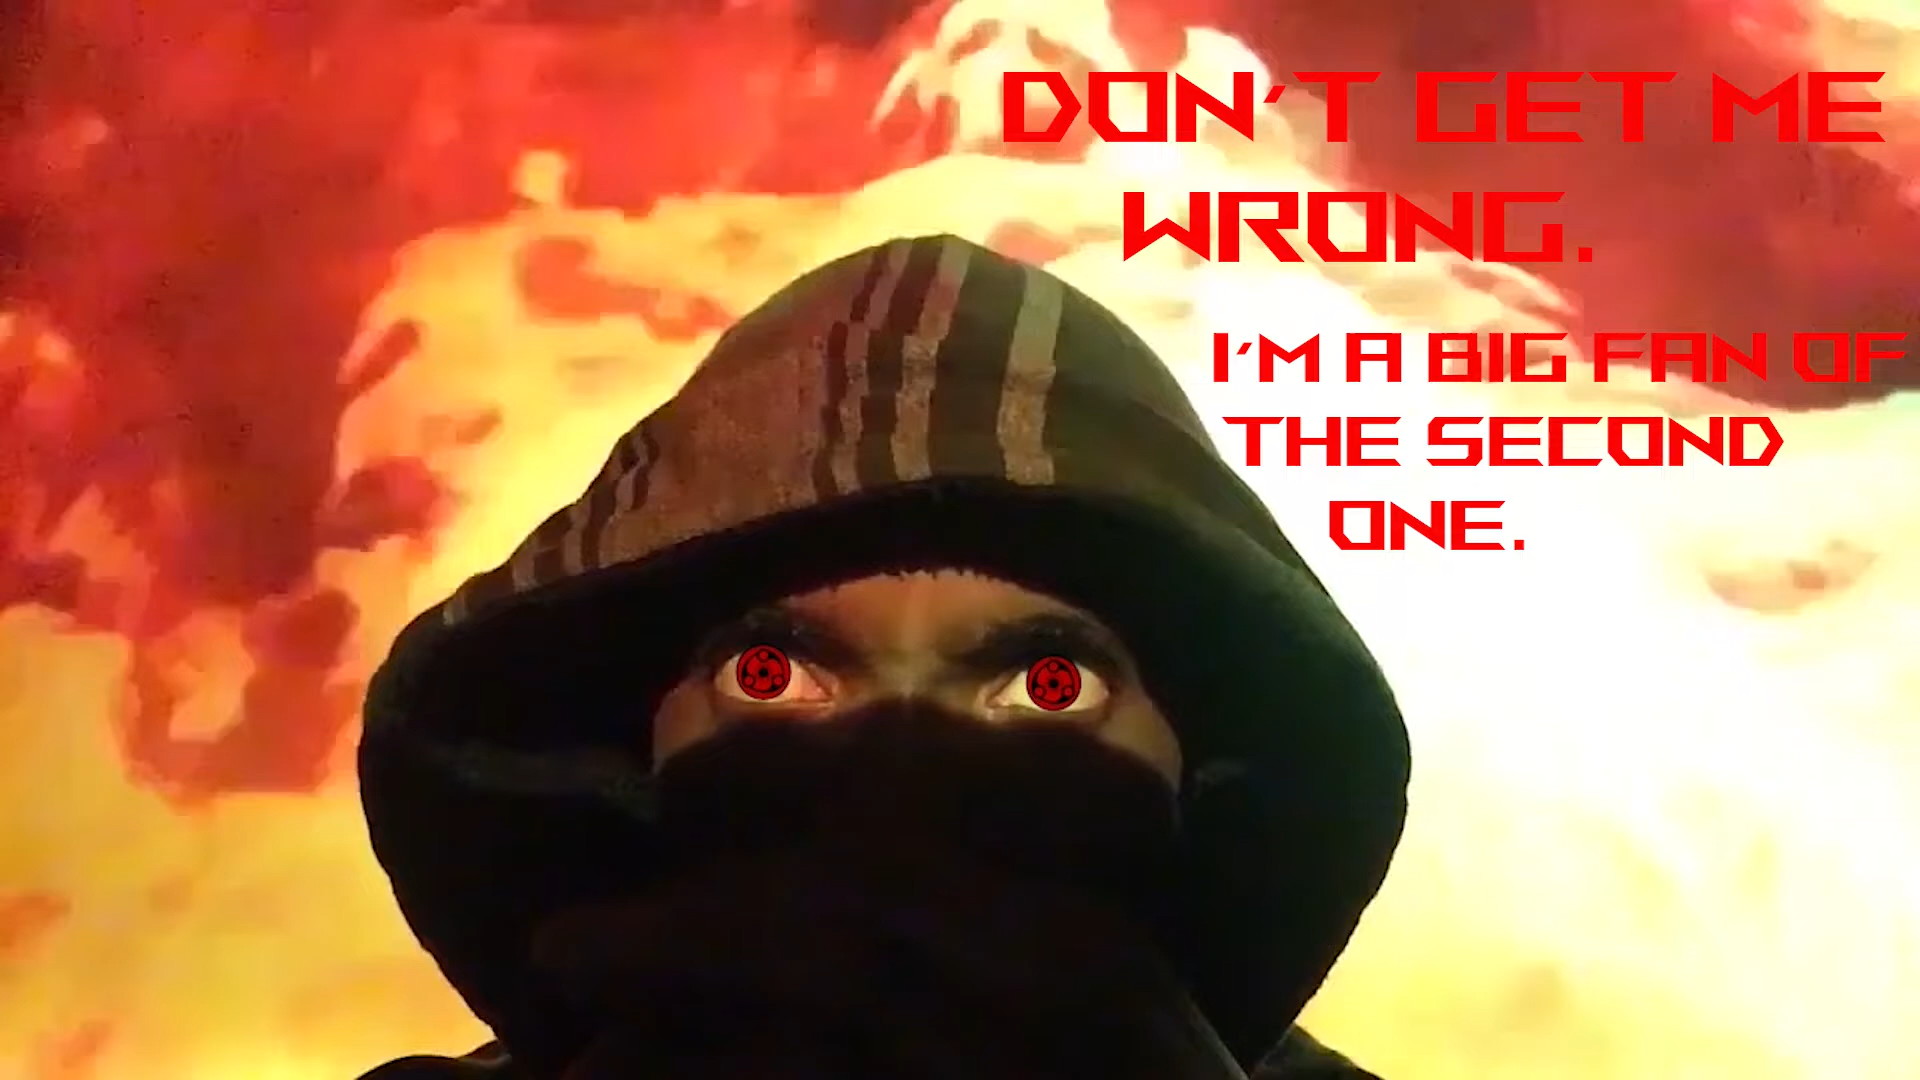 DON'T GET ME
WRONG.
I'M A BIG FAN OF
THE SECOND
ONE.